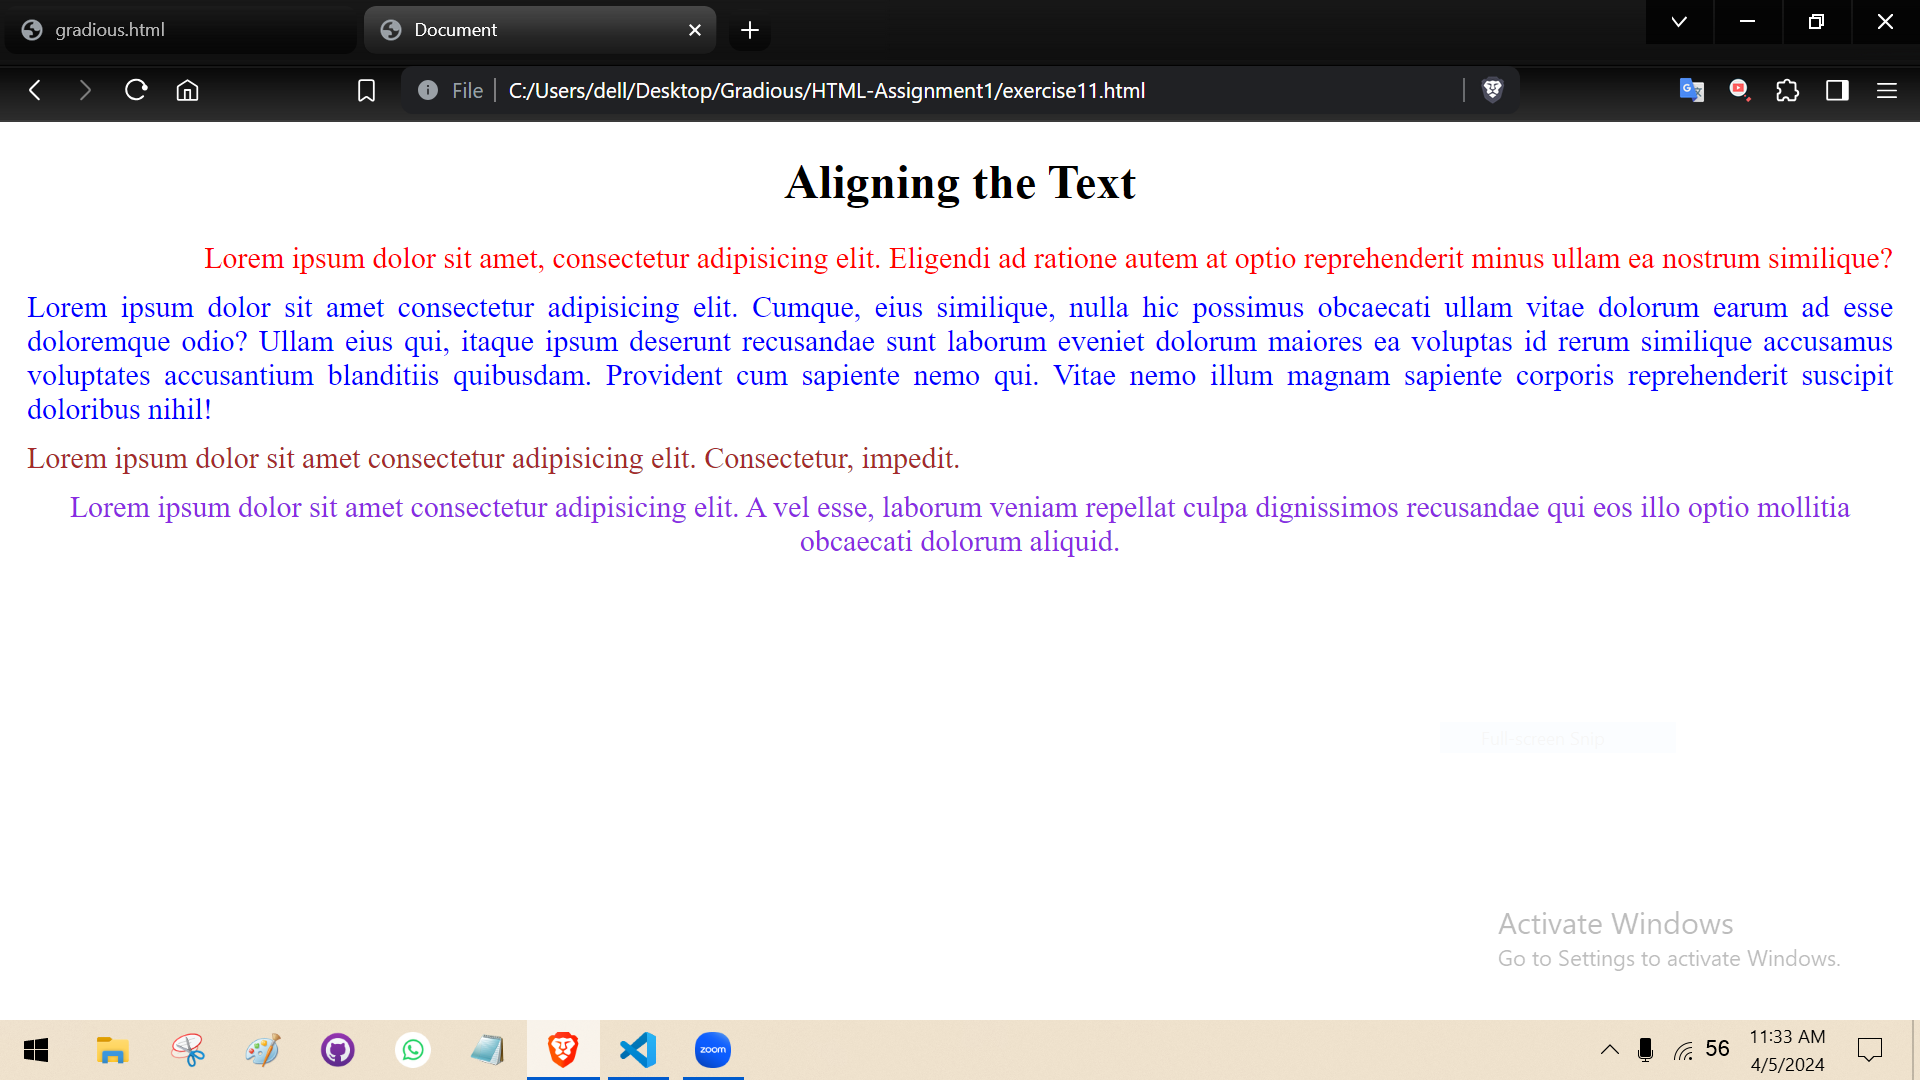 gradious.html
Document
File
C:/Users/dell/Desktop/Gradious/HTML-Assignment1/exercise11.html
Aligning the Text
Lorem ipsum dolor sit amet, consectetur adipisicing elit. Eligendi ad ratione autem at optio reprehenderit minus ullam ea nostrum similique?
Lorem ipsum dolor sit amet consectetur adipisicing elit. Cumque, eius similique, nulla hic possimus obcaecati ullam vitae dolorum earum ad esse
doloremque odio? Ullam eius qui, itaque ipsum deserunt recusandae sunt laborum eveniet dolorum maiores ea voluptas id rerum similique accusamus
voluptates accusantium blanditiis quibusdam. Provident cum sapiente nemo qui. Vitae nemo illum magnam sapiente corporis reprehenderit suscipit
doloribus nihil!
Lorem ipsum dolor sit amet consectetur adipisicing elit. Consectetur, impedit.
Lorem ipsum dolor sit amet consectetur adipisicing elit. A vel esse, laborum veniam repellat culpa dignissimos recusandae qui eos illo optio mollitia
obcaecati dolorum aliquid.
Full-screen Snip
Activate Windows
Go to Settings to activate Windows.
zoom
56
11:33 AM
4/5/2024